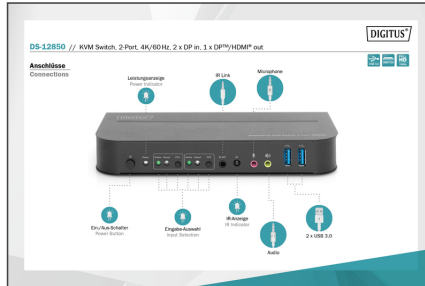 DIGITUS®
DS-12850 // KVM Switch, 2-Port, 4K/60 Hz, 2 x DP in, 1 x DP™/HDMI® out
Anschlüsse
Connections
Leistungsanzeige
Power Indicator
IR Link
Microphone
DIGITUS
Ein-/Aus-Schalter
Power Button
Eingabe-Auswahl
Input Selection
IR-Anzeige
IR Indicator
Audio
2 x USB 3.0